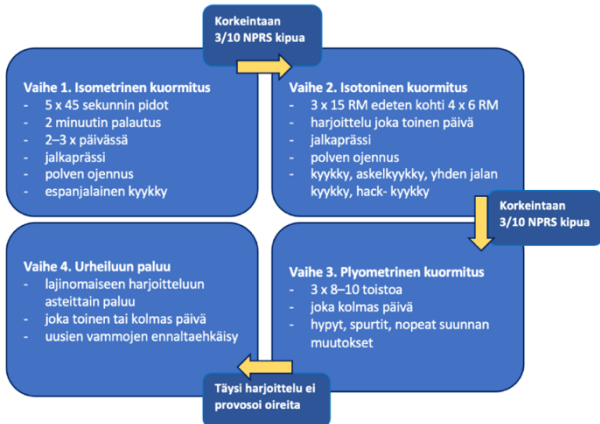 Korkeintaan
3/10 NPRS kipua
Vaihe 1. Isometrinen kuormitus
- 5 x 45 sekunnin pidot
- 2 minuutin palautus
- 2–3 x päivässä
- jalkaprässi
- polven ojennus
- espanjalainen kyykky
Vaihe 2. Isotoninen kuormitus
- 3 x 15 RM edeten kohti 4 x 6 RM
- harjoittelu joka toinen päivä
- jalkaprässi
- polven ojennus
- kyykky, askelkyykky, yhden jalan
kyykky, hack- kyykky
Korkeintaan
3/10 NPRS kipua
Vaihe 3. Plyometrinen kuormitus
- 3 x 8–10 toistoa
- joka kolmas päivä
- hypyt, spurtit, nopeat suunnan
muutokset
Täysi harjoittelu ei
provosoi oireita
Vaihe 4. Urheiluun paluu
- lajinomaiseen harjoitteluun
asteittain paluu
- joka toinen tai kolmas päivä
- uusien vammojen ennaltaehkäisy